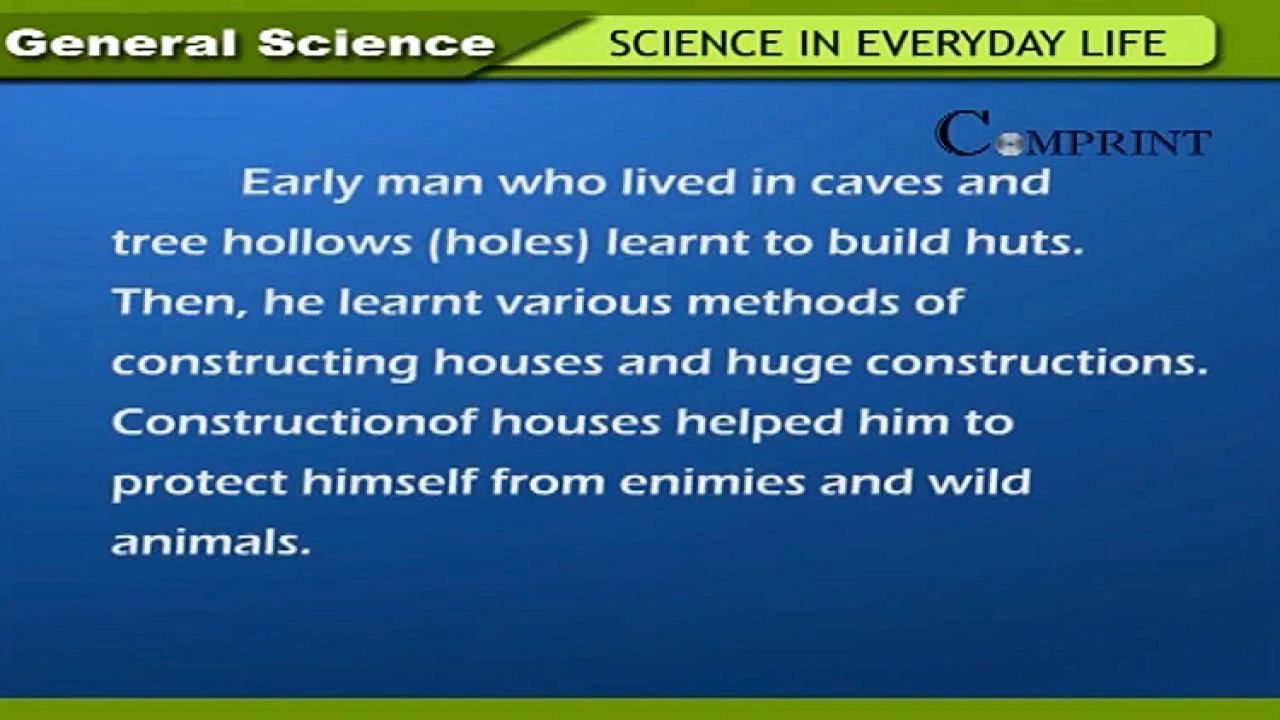 General Science
SCIENCE IN EVERYDAY LIFE
COMPRINT
Early man who lived in caves and
tree hollows (holes) learnt to build huts.
Then, he learnt various methods of
constructing houses and huge constructions.
Constructionof houses helped him to
protect himself from enimies and wild
animals.